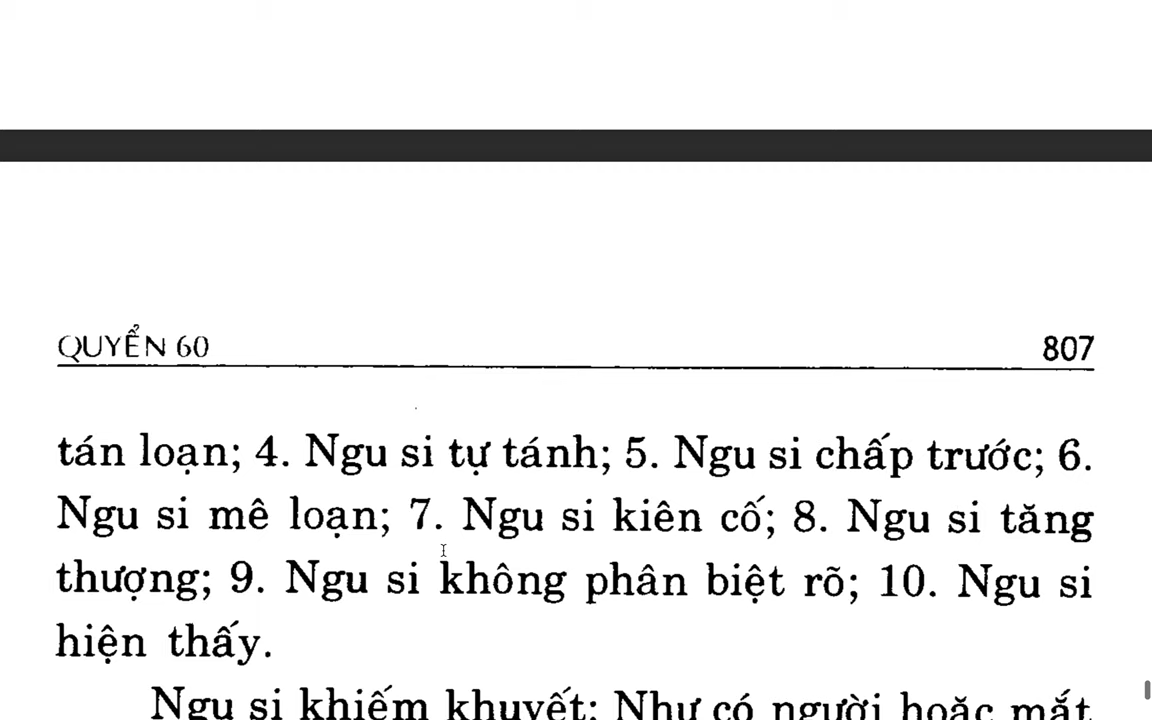 QUYỂN 60 807
tán loạn; 4. Ngu si tự tánh; 5. Ngu si chấp trước; 6.
Ngu si mê loạn; 7. Ngu si kiên cố; 8. Ngu si tăng
thượng; 9. Ngu si không phân biệt rõ; 10. Ngu si
hiện thấy.
Ngu si khiếm khuyết: Như có người hoặc mắt